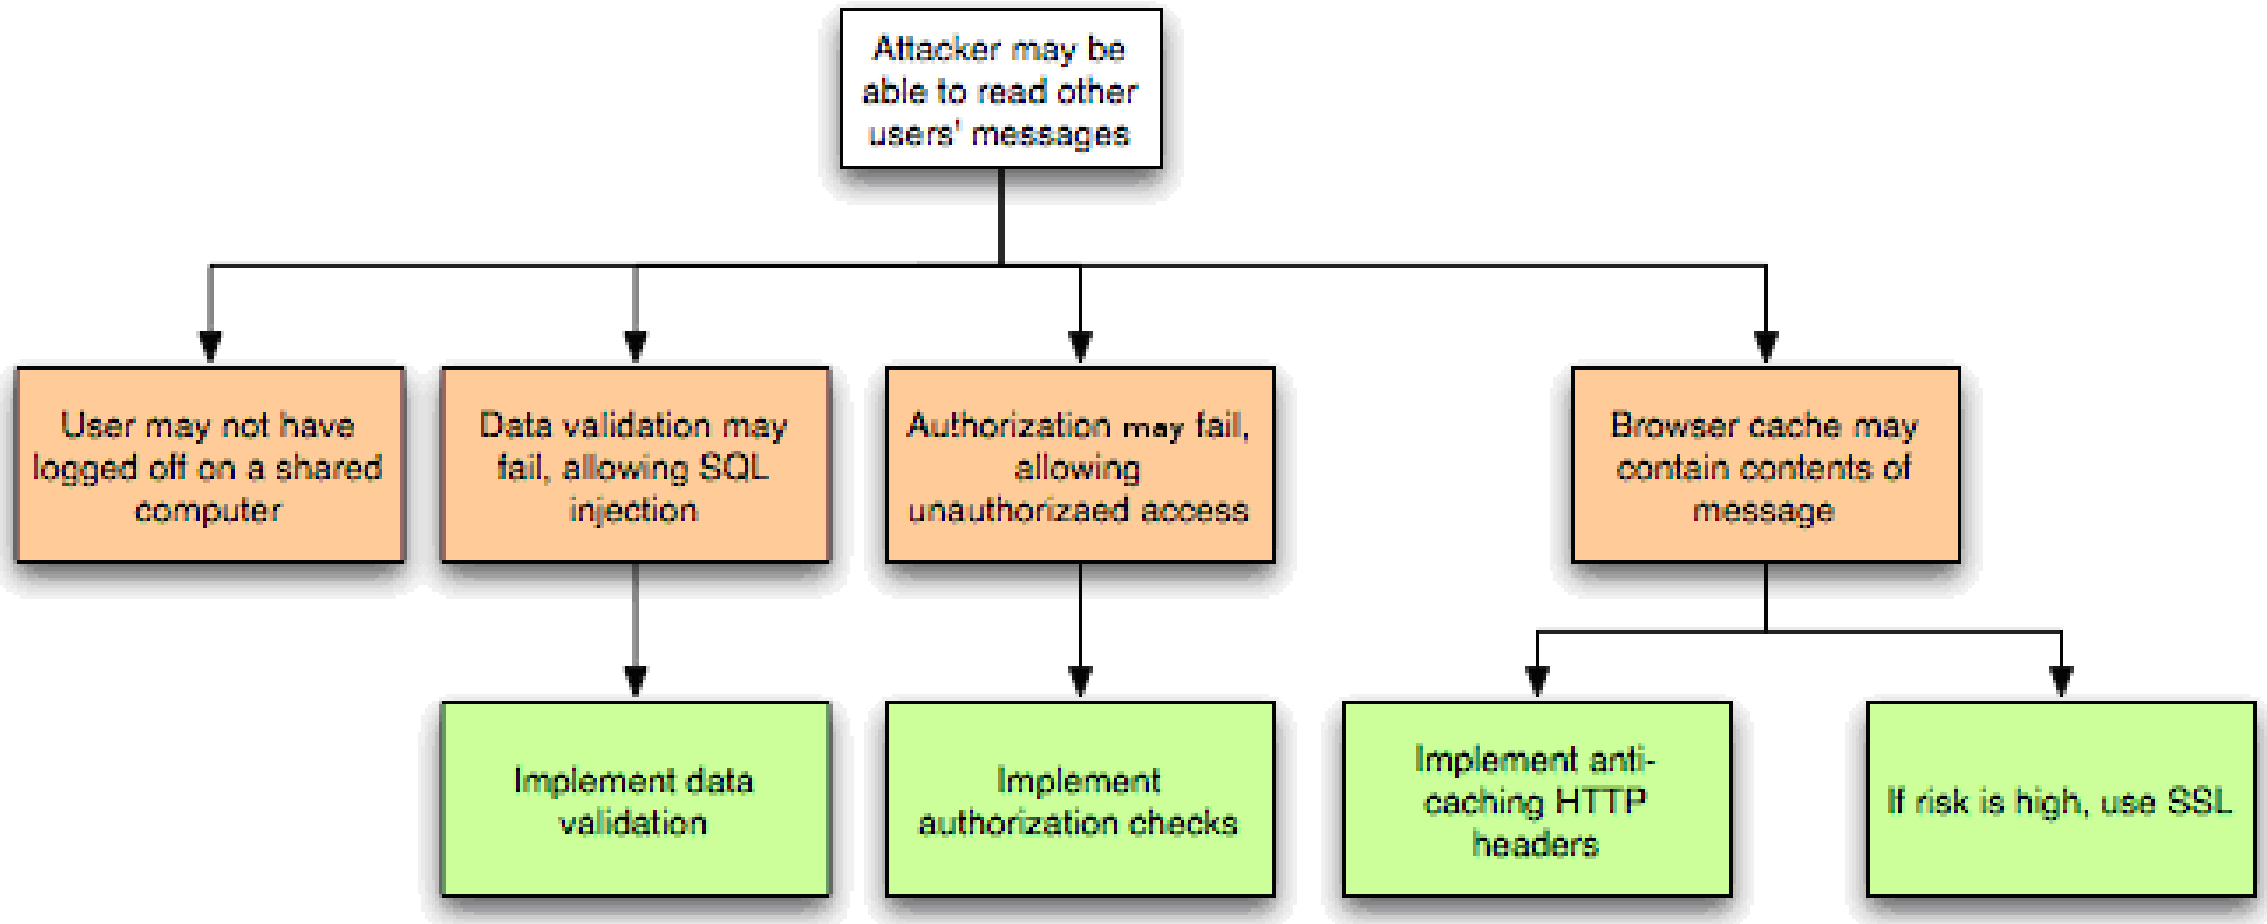 Attacker may be
able to read other
users' messages
User may not have
logged off on a shared
computer
Data validation may
fail, allowing SQL
injection
Authorization may fail,
allowing
unauthorizaed access
Browser cache may
contain contents of
message
Implement data
validation
Implement
authorization checks
Implement anti-
caching HTTP
headers
If risk is high, use SSL